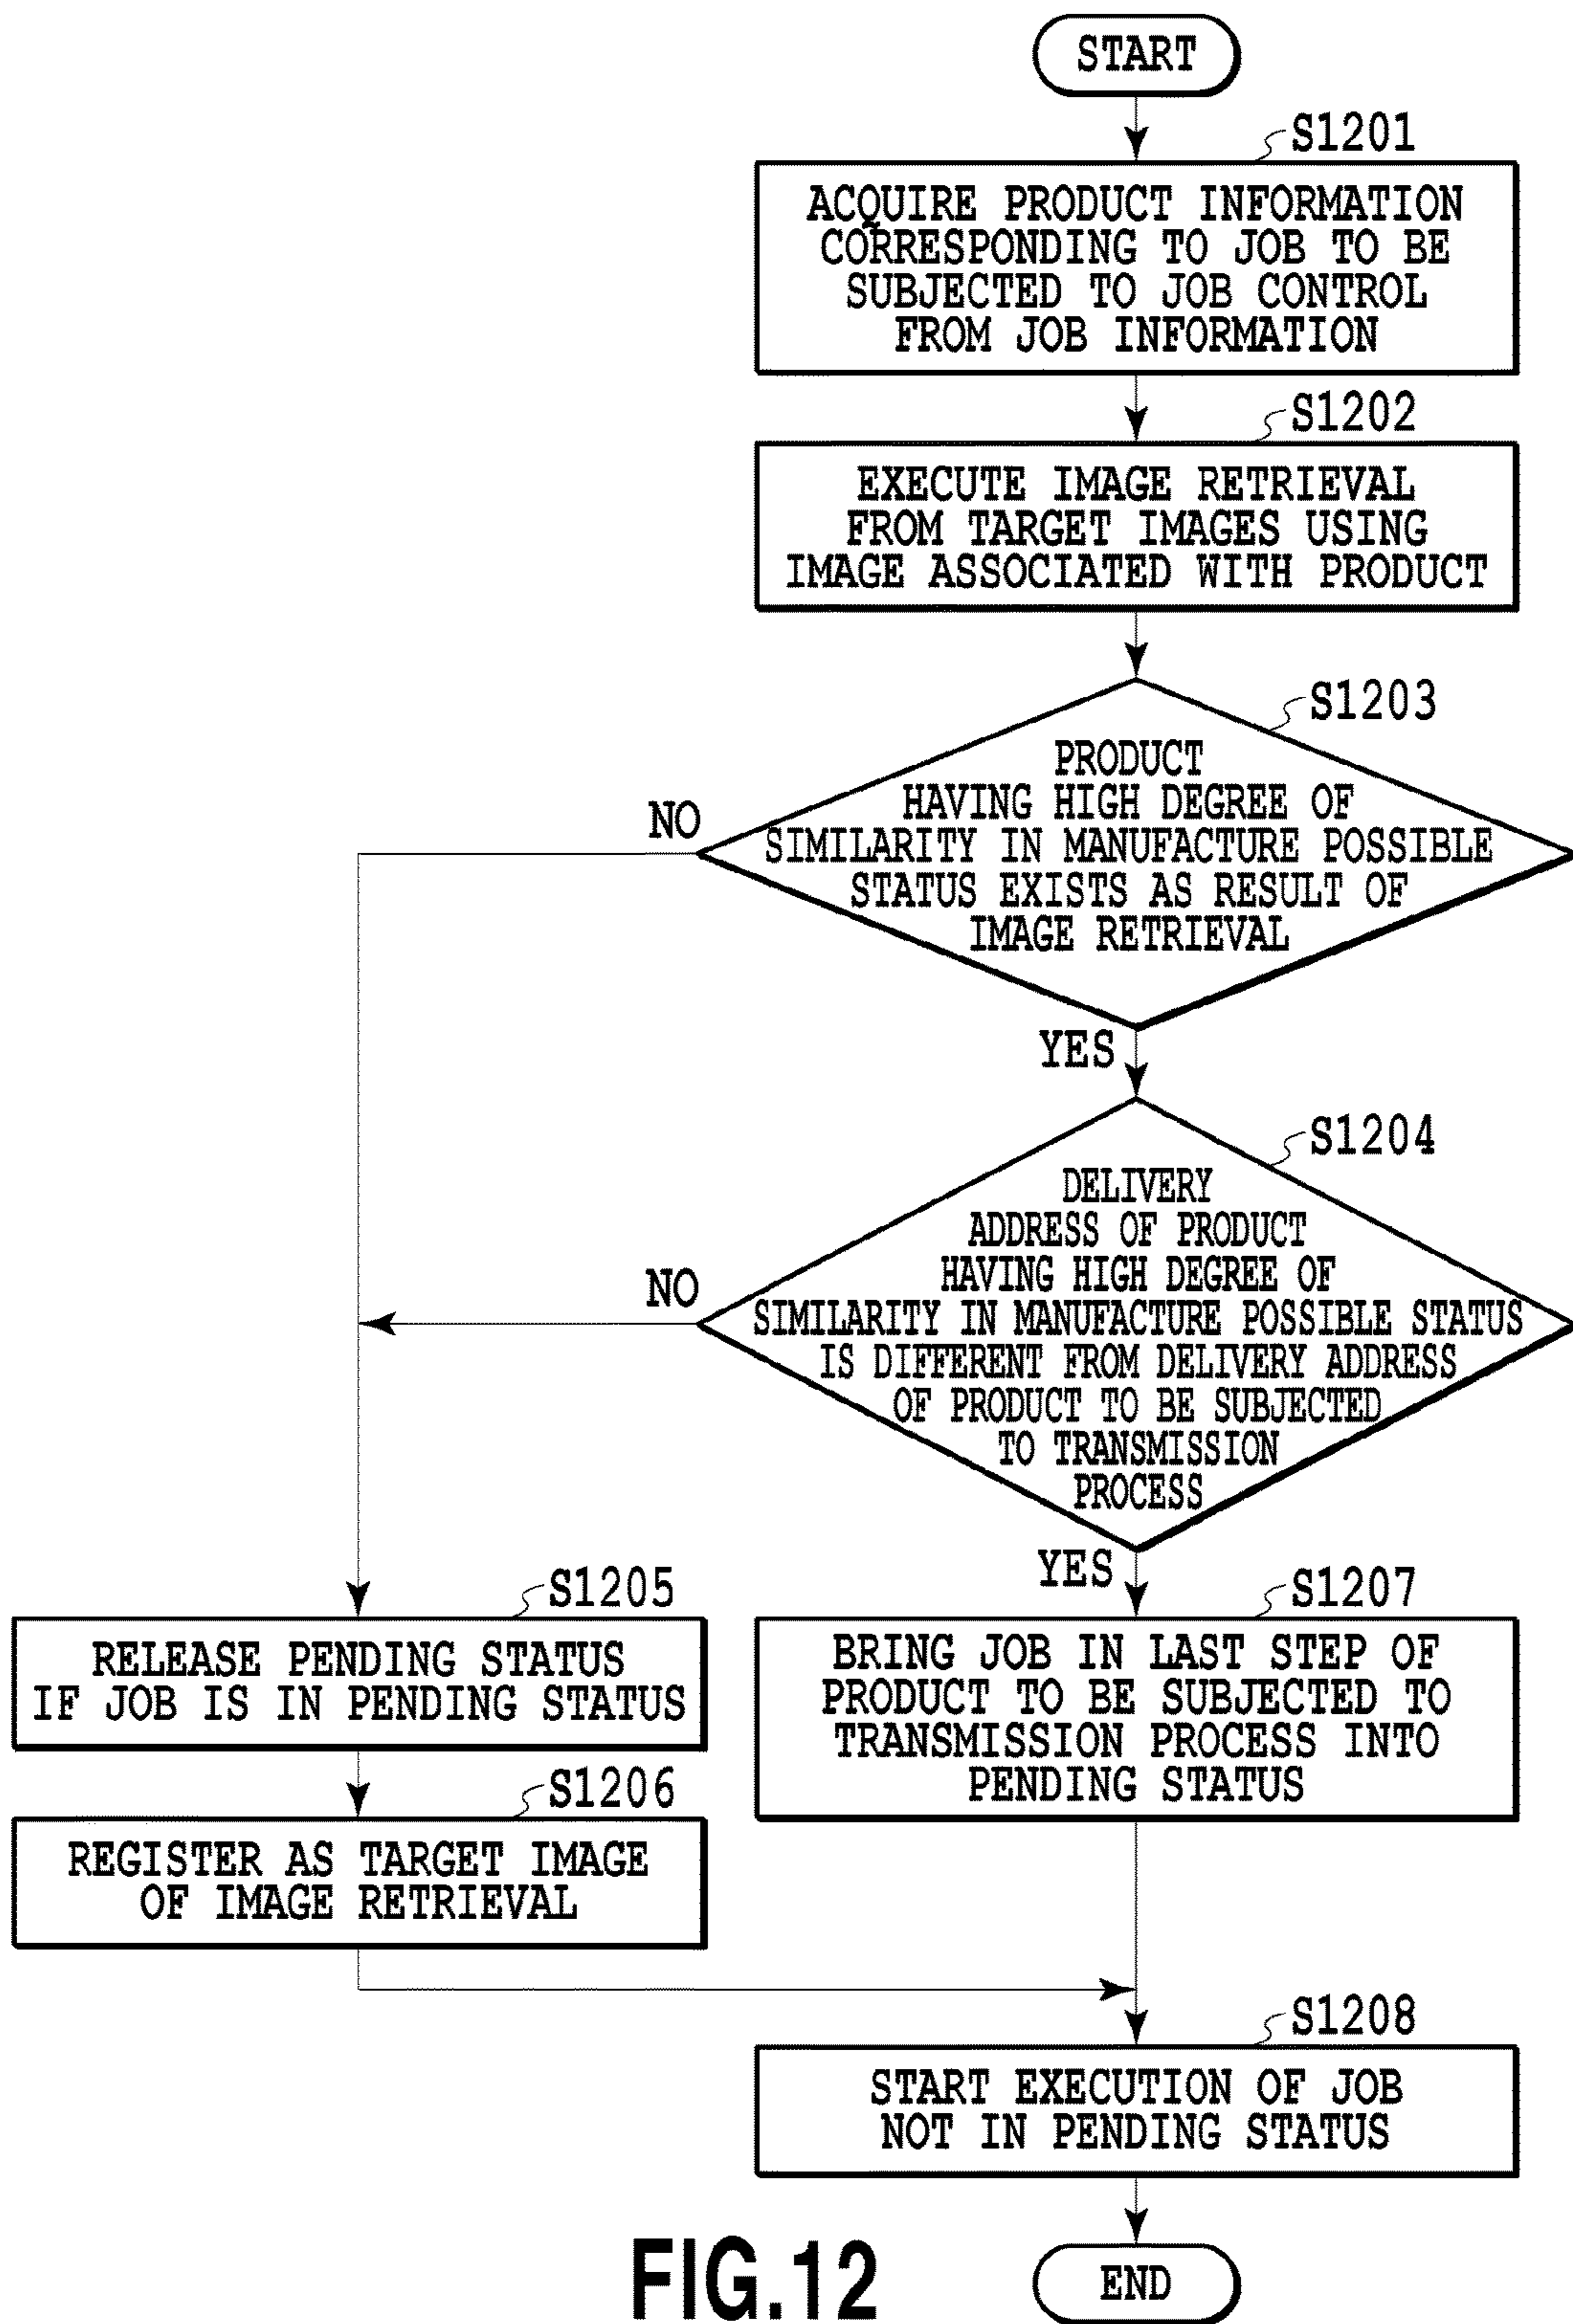 START
S1201
ACQUIRE PRODUCT INFORMATION
CORRESPONDING TO JOB TO BE
SUBJECTED TO JOB CONTROL
FROM JOB INFORMATION
S1202
EXECUTE IMAGE RETRIEVAL
FROM TARGET IMAGES USING
IMAGE ASSOCIATED WITH PRODUCT
S1203
PRODUCT
HAVING HIGH DEGREE OF
SIMILARITY IN MANUFACTURE POSSIBLE
STATUS EXISTS AS RESULT OF
IMAGE RETRIEVAL
NO
YES
S1204
DELIVERY
ADDRESS OF PRODUCT
HAVING HIGH DEGREE OF
SIMILARITY IN MANUFACTURE POSSIBLE STATUS
IS DIFFERENT FROM DELIVERY ADDRESS
OF PRODUCT TO BE SUBJECTED
TO TRANSMISSION
PROCESS
NO
YES
S1205
RELEASE PENDING STATUS
IF JOB IS IN PENDING STATUS
S1206
REGISTER AS TARGET IMAGE
OF IMAGE RETRIEVAL
S1207
BRING JOB IN LAST STEP OF
PRODUCT TO BE SUBJECTED TO
TRANSMISSION PROCESS INTO
PENDING STATUS
S1208
START EXECUTION OF JOB
NOT IN PENDING STATUS
END
FIG.12